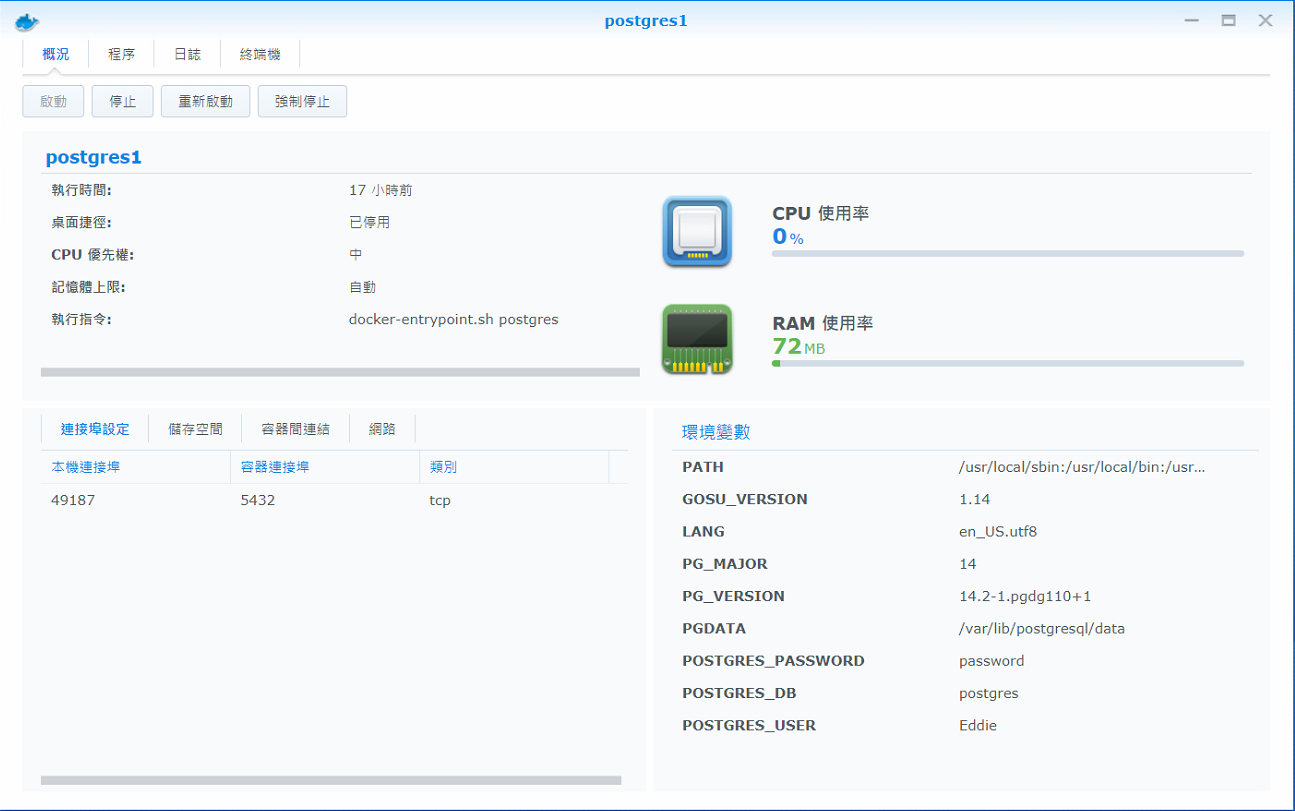 postgres1
概況 程序 日誌 終端機
啟動 停止 重新啟動 強制停止
postgres1
執行時間: 17 小時前
桌面捷徑: 已停用
CPU 優先權: 中
記憶體上限: 自動
執行指令: docker-entrypoint.sh postgres
CPU 使用率
0 %
RAM 使用率
72 MB
連接埠設定 儲存空間 容器間連結 網路
本機連接埠 容器連接埠 類別
49187 5432 tcp
環境變數
PATH /usr/local/sbin:/usr/local/bin:/usr...
GOSU_VERSION 1.14
LANG en_US.utf8
PG_MAJOR 14
PG_VERSION 14.2-1.pgdg110+1
PGDATA /var/lib/postgresql/data
POSTGRES_PASSWORD password
POSTGRES_DB postgres
POSTGRES_USER Eddie